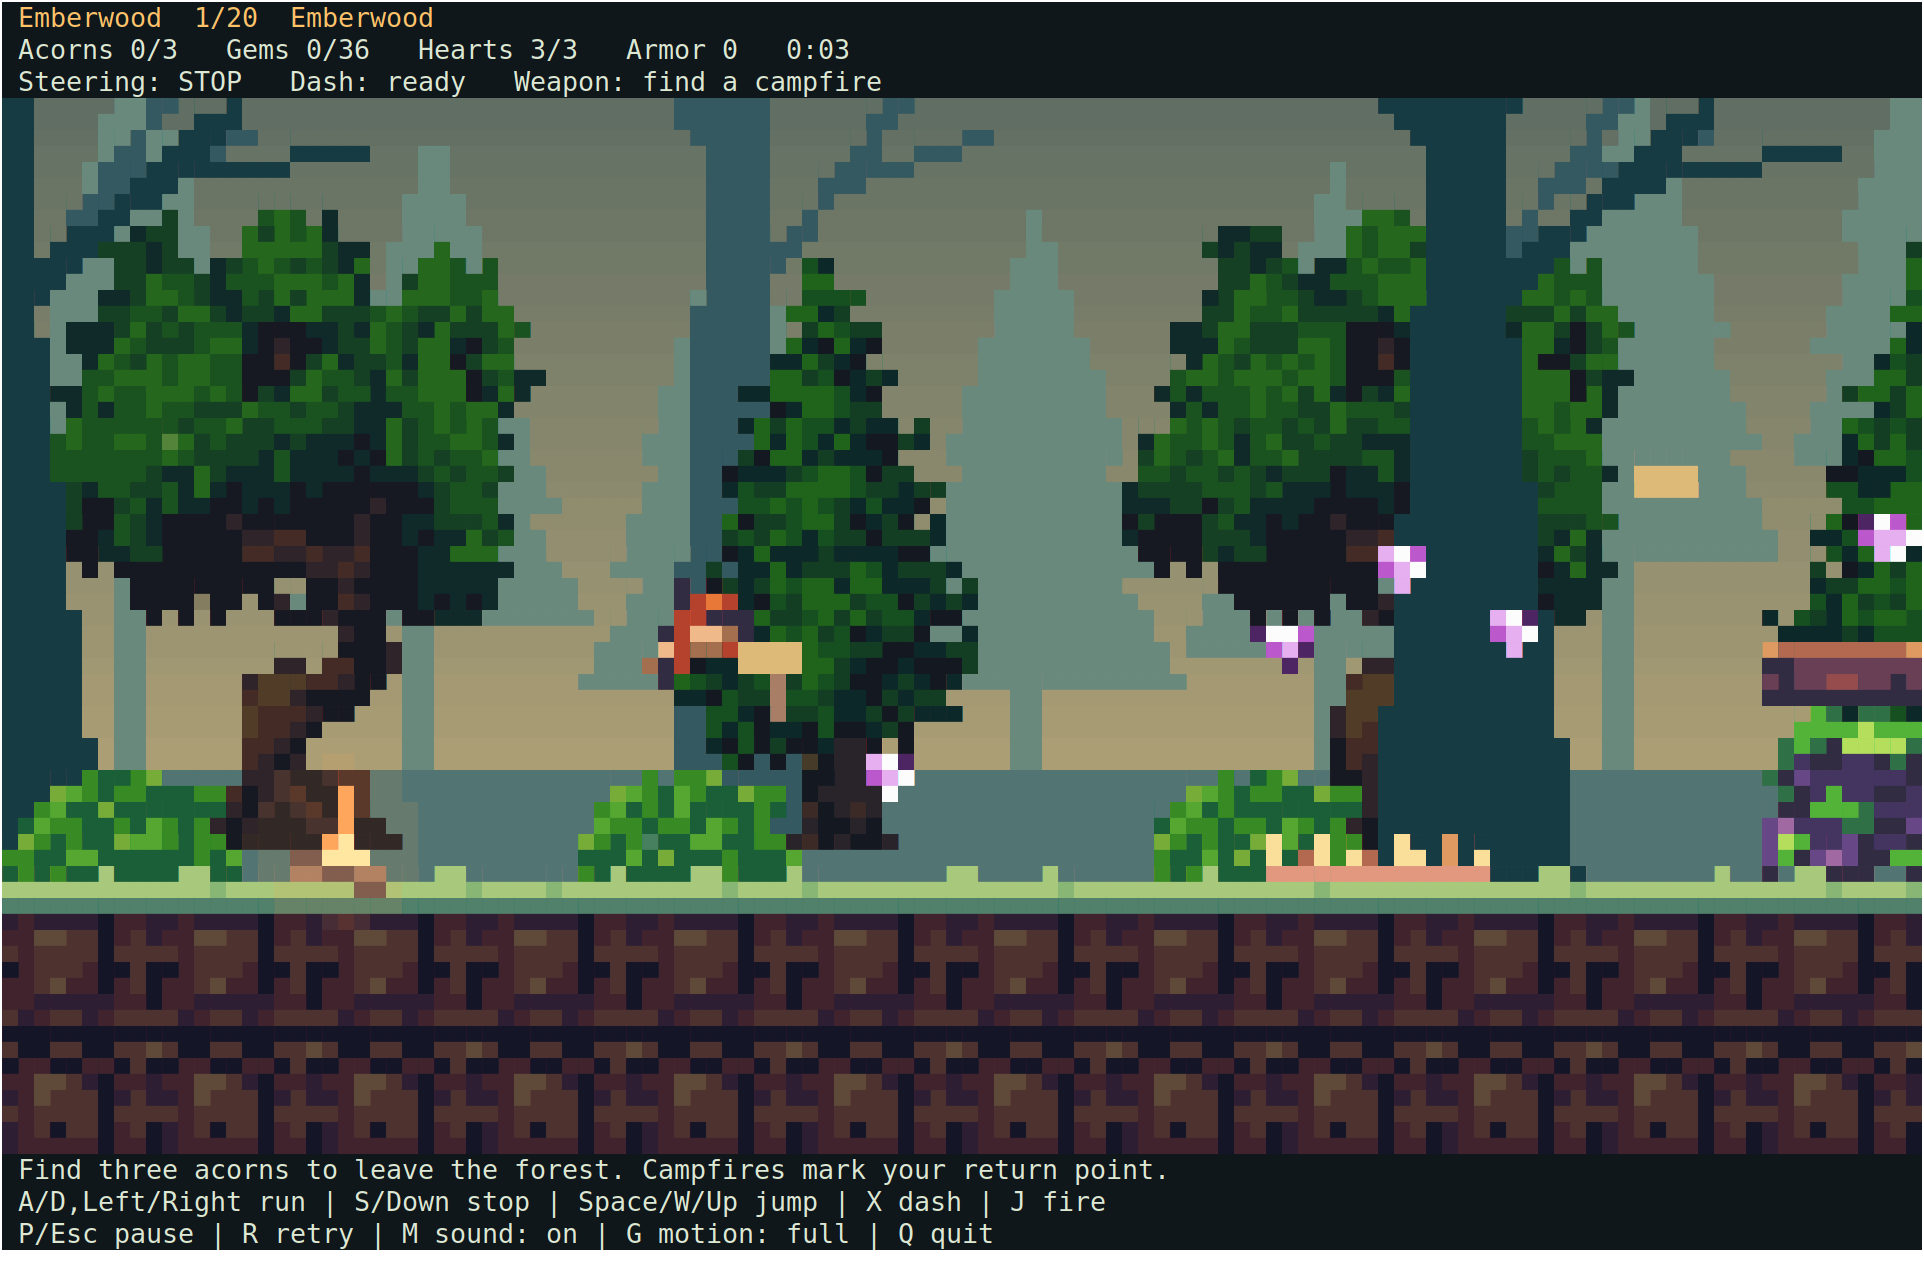 Emberwood  1/20  Emberwood
Acorns 0/3   Gems 0/36   Hearts 3/3   Armor 0   0:03
Steering: STOP   Dash: ready   Weapon: find a campfire
Find three acorns to leave the forest. Campfires mark your return point.
A/D,Left/Right run | S/Down stop | Space/W/Up jump | X dash | J fire
P/Esc pause | R retry | M sound: on | G motion: full | Q quit